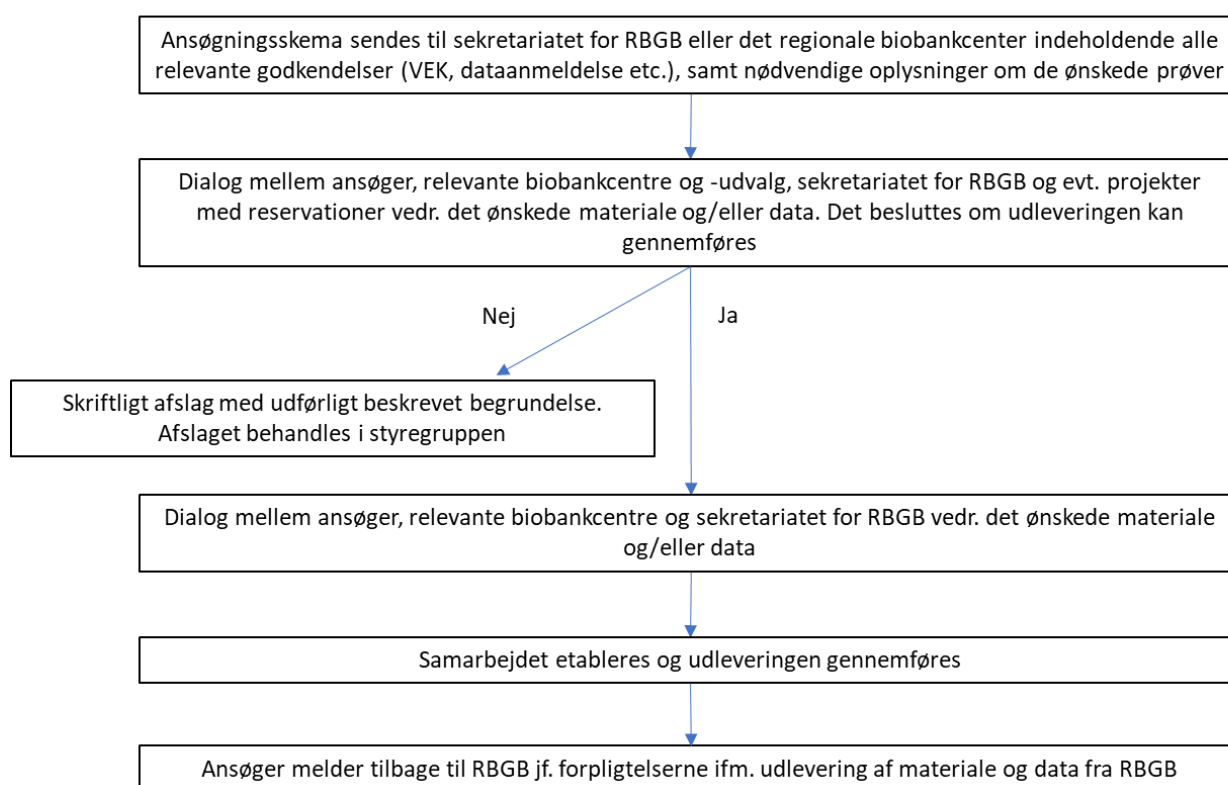 Ansøgningsskema sendes til sekretariatet for RBGB eller det regionale biobankcenter indeholdende alle
relevante godkendelser (VEK, dataanmeldelse etc.), samt nødvendige oplysninger om de ønskede prøver
Dialog mellem ansøger, relevante biobankcentre og -udvalg, sekretariatet for RBGB og evt. projekter
med reservationer vedr. det ønskede materiale og/eller data. Det besluttes om udleveringen kan
gennemføres
Nej
Ja
Skriftligt afslag med udførligt beskrevet begrundelse.
Afslaget behandles i styregruppen
Dialog mellem ansøger, relevante biobankcentre og sekretariatet for RBGB vedr. det ønskede materiale
og/eller data
Samarbejdet etableres og udleveringen gennemføres
Ansøger melder tilbage til RBGB jf. forpligtelserne ifm. udlevering af materiale og data fra RBGB